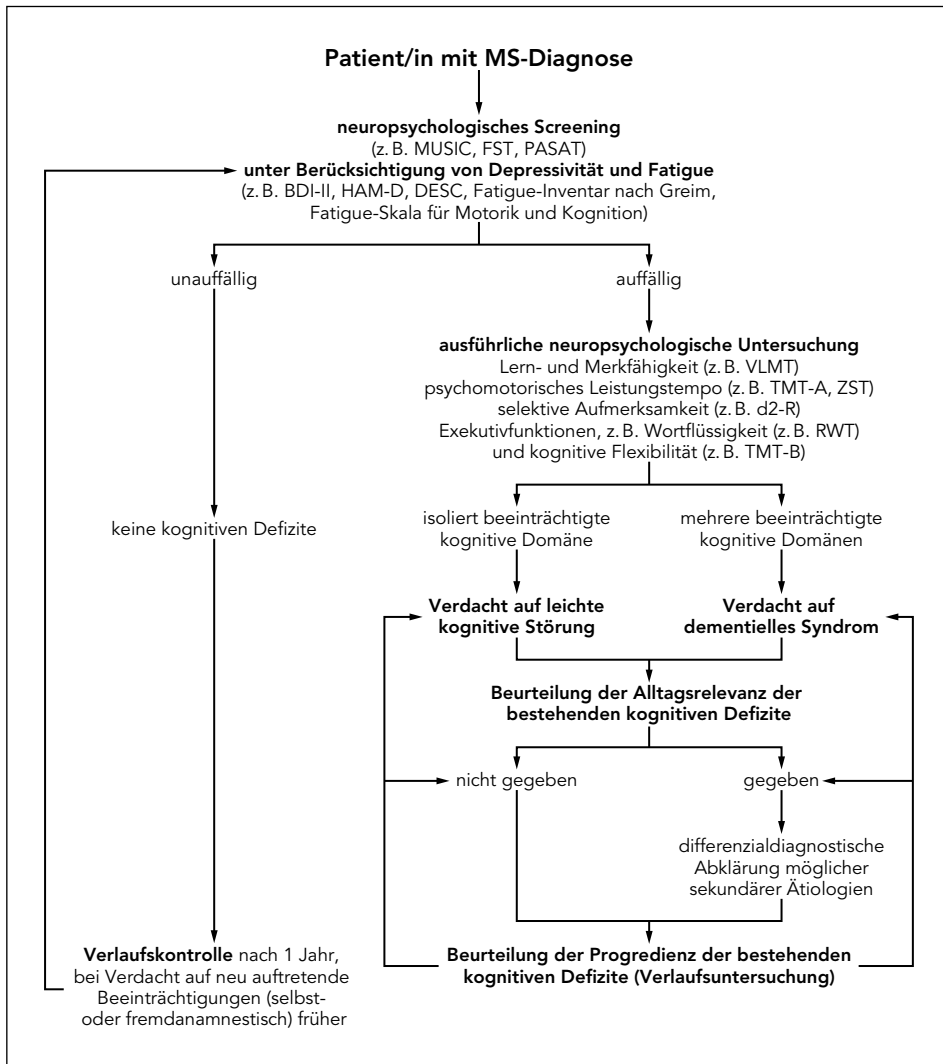 Patient/in mit MS-Diagnose
neuropsychologisches Screening
(z. B. MUSIC, FST, PASAT)
unter Berücksichtigung von Depressivität und Fatigue
(z. B. BDI-II, HAM-D, DESC, Fatigue-Inventar nach Greim,
Fatigue-Skala für Motorik und Kognition)
unauffällig
auffällig
ausführliche neuropsychologische Untersuchung
Lern- und Merkfähigkeit (z. B. VLMT)
psychomotorisches Leistungstempo (z. B. TMT-A, ZST)
selektive Aufmerksamkeit (z. B. d2-R)
Exekutivfunktionen, z. B. Wortflüssigkeit (z. B. RWT)
und kognitive Flexibilität (z. B. TMT-B)
keine kognitiven Defizite
isoliert beeinträchtigte
kognitive Domäne
mehrere beeinträchtigte
kognitive Domänen
Verdacht auf leichte
kognitive Störung
Verdacht auf
dementielles Syndrom
Beurteilung der Alltagsrelevanz der
bestehenden kognitiven Defizite
nicht gegeben
gegeben
differenzialdiagnostische
Abklärung möglicher
sekundärer Ätiologien
Verlaufskontrolle nach 1 Jahr,
bei Verdacht auf neu auftretende
Beeinträchtigungen (selbst-
oder fremdanamnestisch) früher
Beurteilung der Progredienz der bestehenden
kognitiven Defizite (Verlaufsuntersuchung)